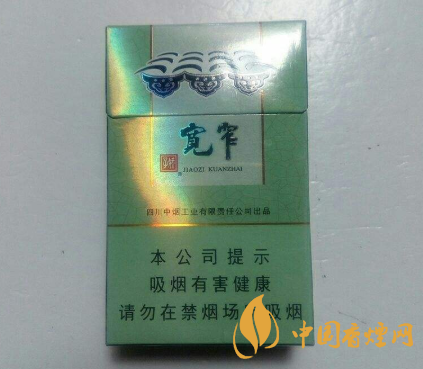 宽窄
JIAOZI KUANZHAI
四川中烟工业有限责任公司出品
本公司提示
吸烟有害健康
请勿在禁烟场 吸烟
中国香烟网